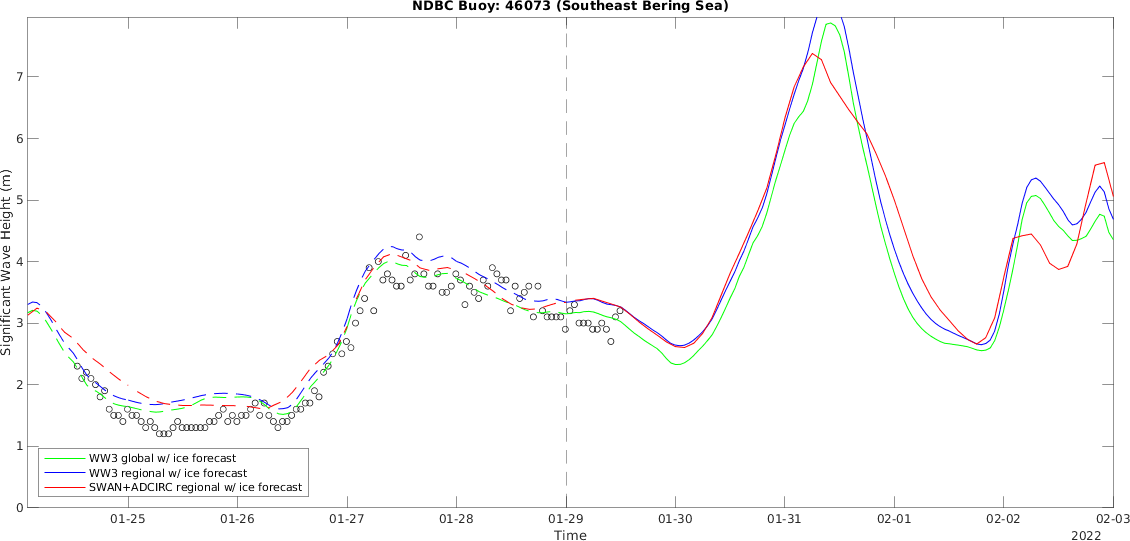 NDBC Buoy: 46073 (Southeast Bering Sea)
Significant Wave Height (m)
7
6
5
4
3
2
1
0
WW3 global w/ ice forecast
WW3 regional w/ ice forecast
SWAN+ADCIRC regional w/ ice forecast
01-25 01-26 01-27 01-28 01-29 01-30 01-31 02-01 02-02 02-03
Time
2022